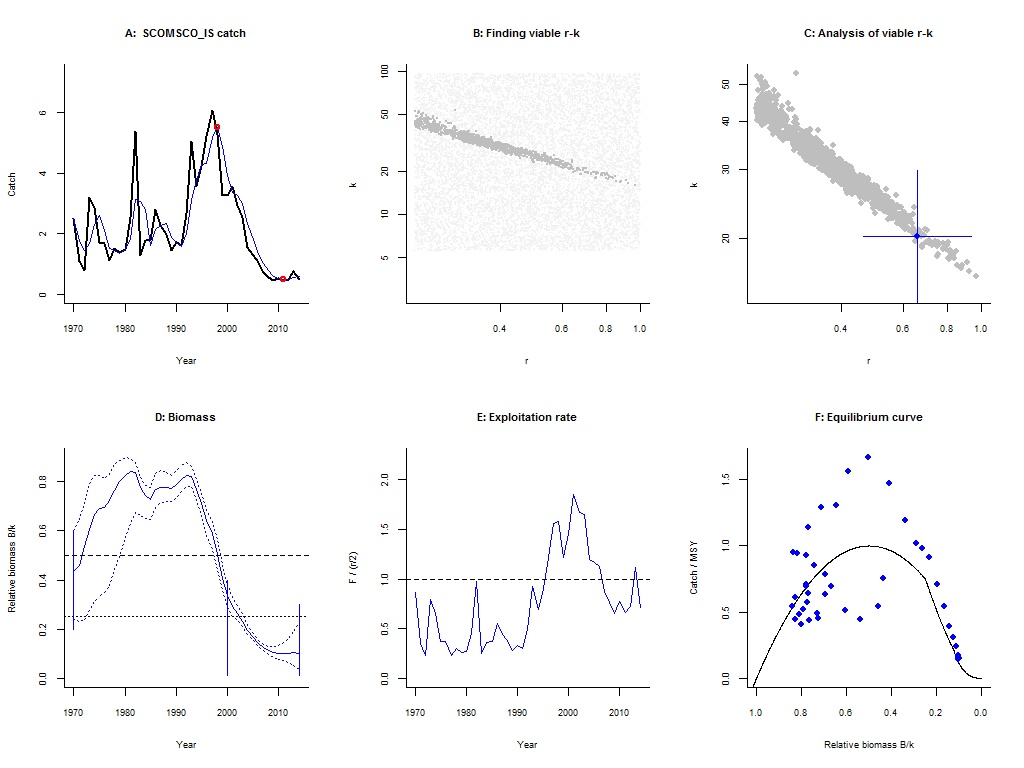 A: SCOMSCO_IS catch
Catch
0
2
4
6
1970 1980 1990 2000 2010
Year
B: Finding viable r-k
k
5
10
20
50
100
0.4 0.6 0.8 1.0
r
C: Analysis of viable r-k
k
20
30
40
50
0.4 0.6 0.8 1.0
r
D: Biomass
Relative biomass B/k
0.0
0.2
0.4
0.6
0.8
1970 1980 1990 2000 2010
Year
E: Exploitation rate
F / (r/2)
0.0
0.5
1.0
1.5
2.0
1970 1980 1990 2000 2010
Year
F: Equilibrium curve
Catch / MSY
0.0
0.5
1.0
1.5
1.0 0.8 0.6 0.4 0.2 0.0
Relative biomass B/k